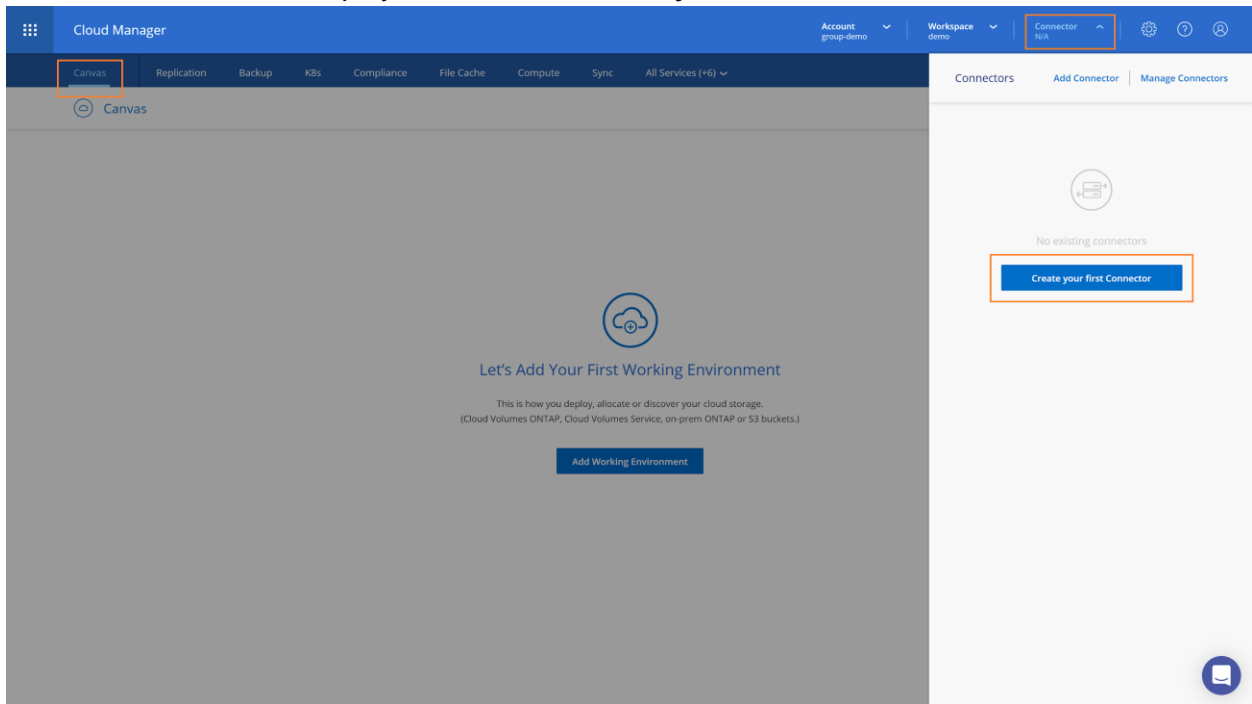 Cloud Manager
Account
group-demo
Workspace
demo
Connector
N/A
Canvas
Replication
Backup
K8s
Compliance
File Cache
Compute
Sync
All Services (+6)
Connectors
Add Connector
Manage Connectors
Canvas
No existing connectors
Create your first Connector
Let's Add Your First Working Environment
This is how you deploy, allocate or discover your cloud storage.
(Cloud Volumes ONTAP, Cloud Volumes Service, on-prem ONTAP or S3 buckets.)
Add Working Environment